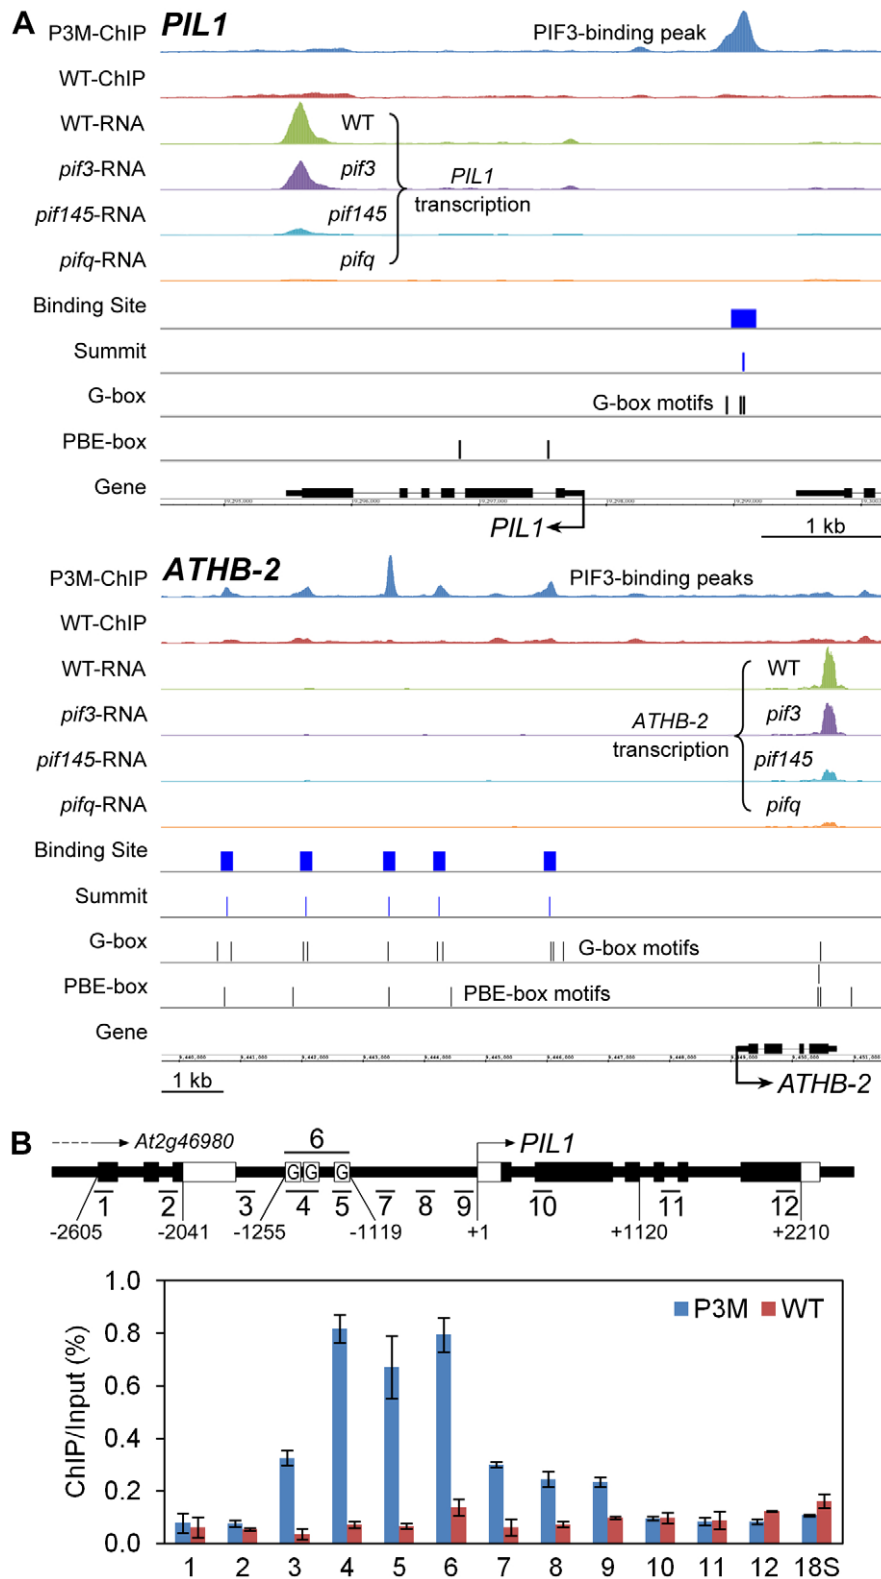 A
PIL1
P3M-ChIP
PIF3-binding peak
WT-ChIP
WT-RNA
WT
pif3-RNA
pif3
PIL1
transcription
pif145-RNA
pif145
pifq-RNA
pifq
Binding Site
Summit
G-box
G-box motifs
PBE-box
Gene
PIL1
1 kb
ATHB-2
P3M-ChIP
PIF3-binding peaks
WT-ChIP
WT-RNA
WT
pif3-RNA
pif3
ATHB-2
transcription
pif145-RNA
pif145
pifq-RNA
pifq
Binding Site
Summit
G-box
G-box motifs
PBE-box
PBE-box motifs
Gene
1 kb
ATHB-2
B
At2g46980
6
PIL1
G G G
1 2 3 4 5 7 8 9 10 11 12
-2605 -2041 -1255 -1119 +1 +1120 +2210
ChIP/Input (%)
1.0
0.8
0.6
0.4
0.2
0.0
P3M WT
1 2 3 4 5 6 7 8 9 10 11 12 18S